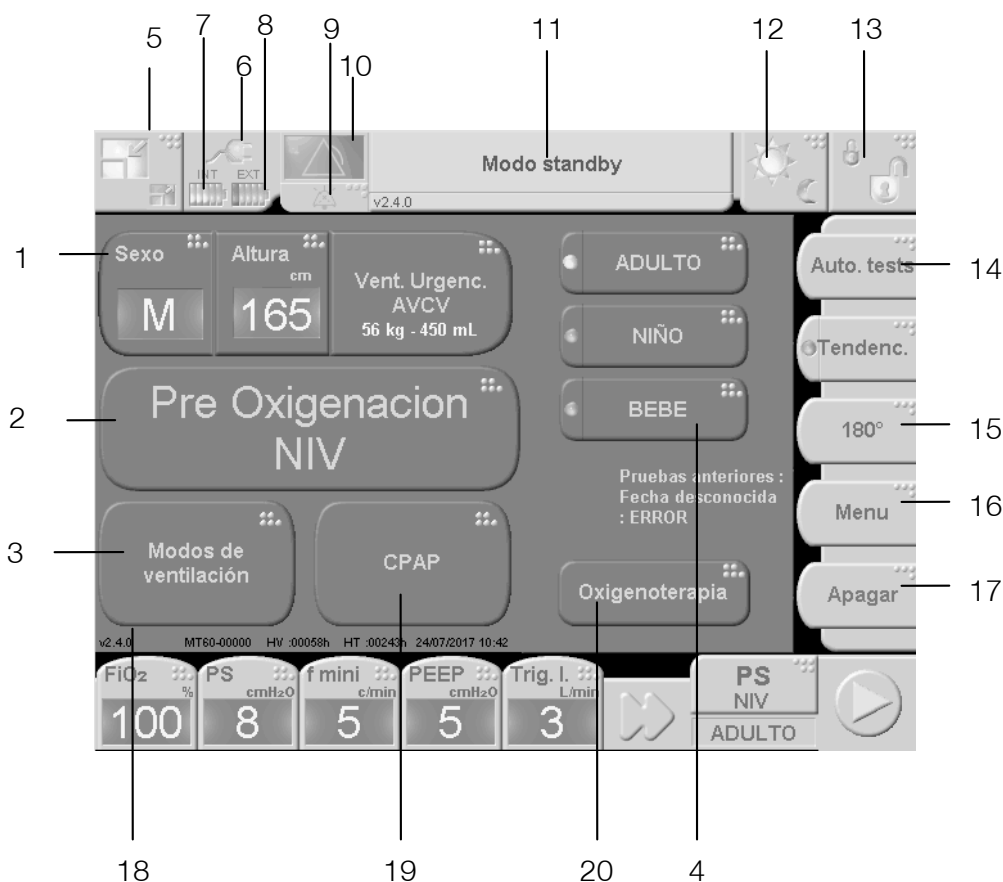 7 8 9 11 12 13
5 6 10
INT EXT
Modo standby
v2.4.0
1
Sexo
M
Altura
cm
165
Vent. Urgenc.
AVCV
56 kg - 450 mL
ADULTO
Auto. tests
14
NIÑO
Tendenc.
2
Pre Oxigenacion
NIV
BEBE
180°
15
Pruebas anteriores :
Fecha desconocida
: ERROR
Menu
16
3
Modos de
ventilación
CPAP
Oxigenoterapia
Apagar
17
v2.4.0 MT60-00000 HV :00058h HT :00243h 24/07/2017 10:42
FiO₂
%
100
PS
cmH₂O
8
f mini
c/min
5
PEEP
cmH₂O
5
Trig. I.
L/min
3
PS
NIV
ADULTO
18 19 20 4